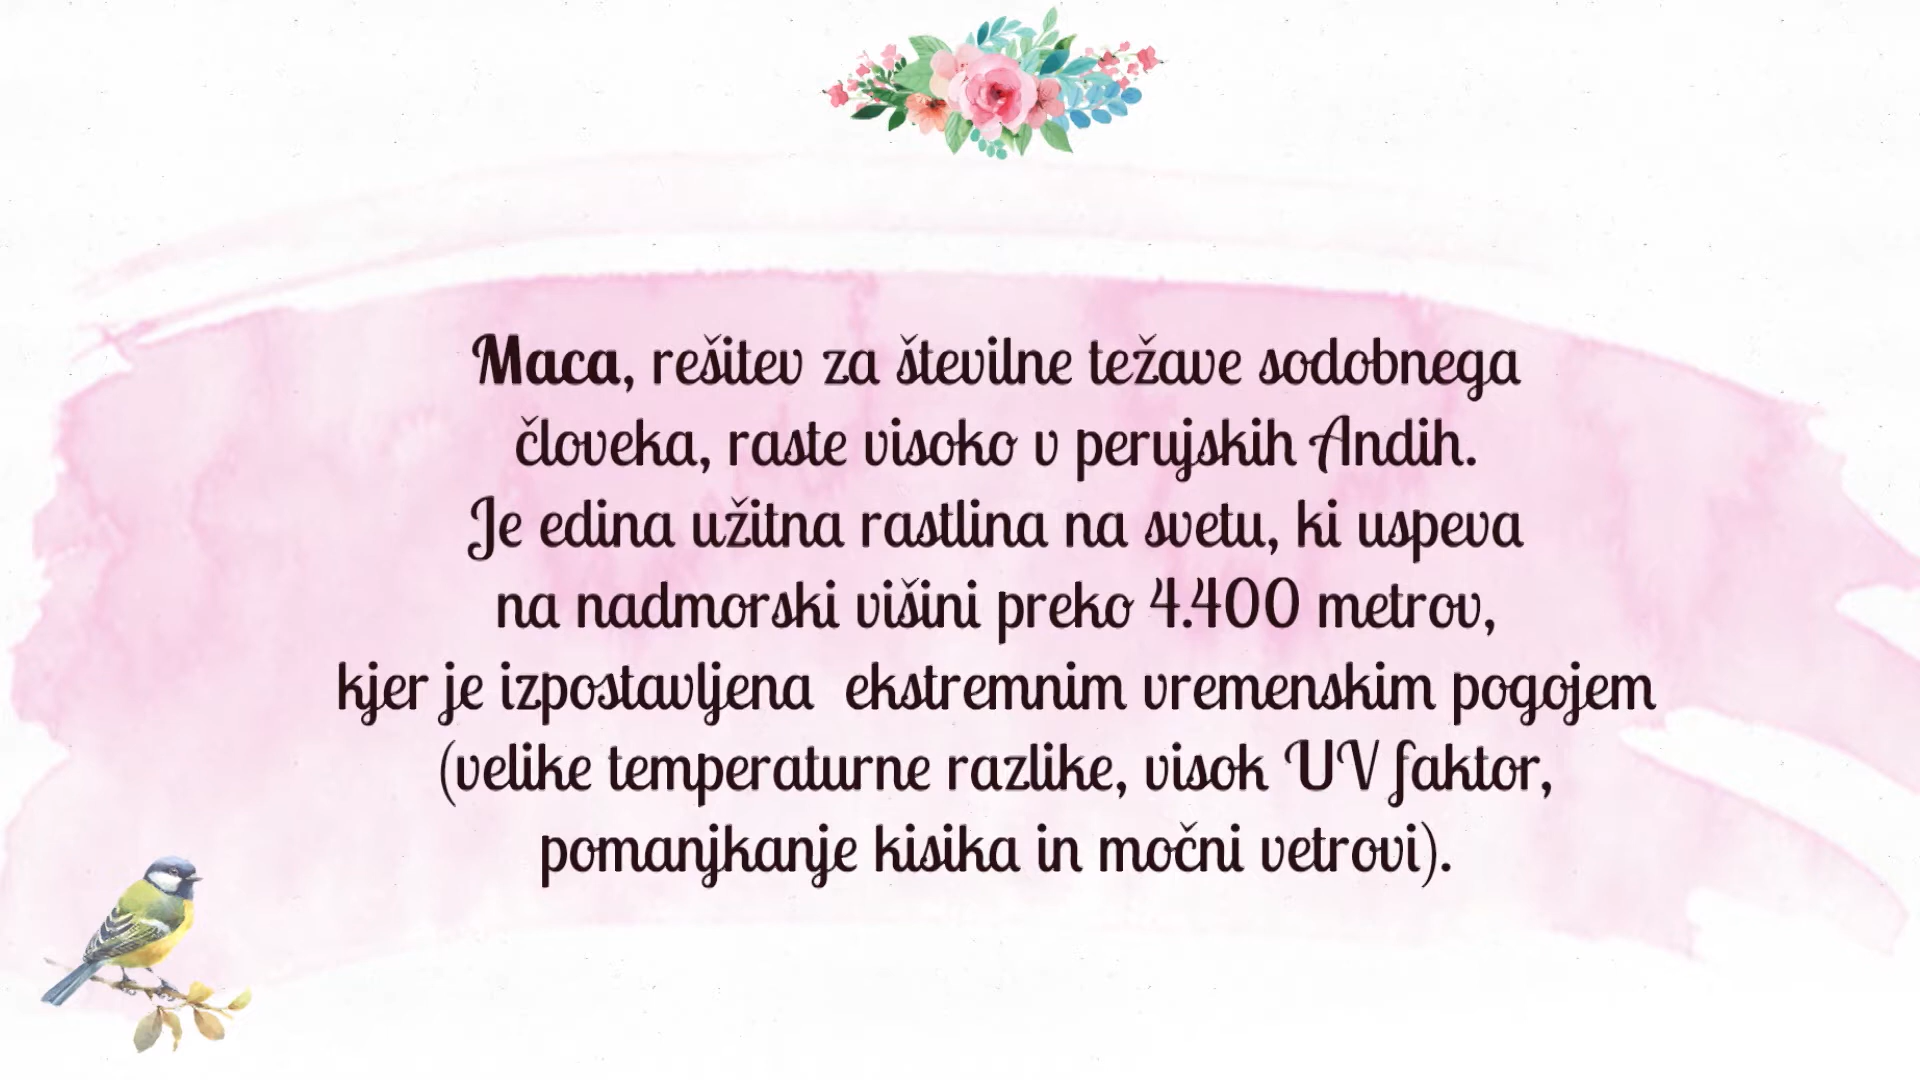 Maca, rešitev za številne težave sodobnega
človeka, raste visoko v perujskih Andih.
Je edina užitna rastlina na svetu, ki uspeva
na nadmorski višini preko 4.400 metrov,
kjer je izpostavljena ekstremnim vremenskim pogojem
(velike temperaturne razlike, visok UV faktor,
pomanjkanje kisika in močni vetrovi).